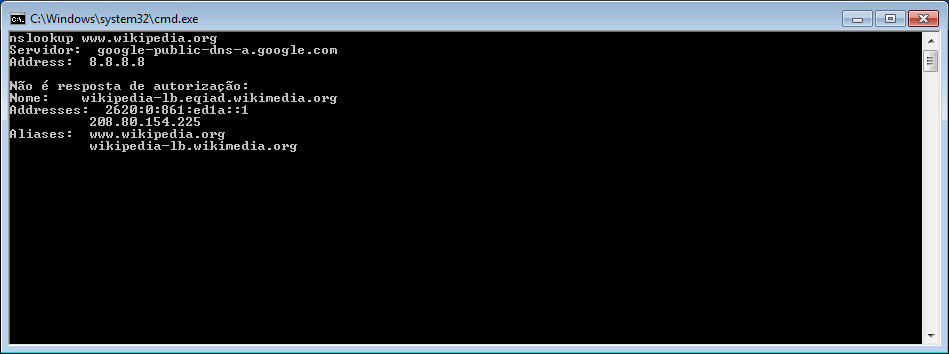 C:\Windows\system32\cmd.exe
nslookup www.wikipedia.org
Servidor:  google-public-dns-a.google.com
Address:  8.8.8.8
Não é resposta de autorização:
Nome:    wikipedia-lb.eqiad.wikimedia.org
Addresses:  2620:0:861:ed1a::1
          208.80.154.225
Aliases:  www.wikipedia.org
          wikipedia-lb.wikimedia.org